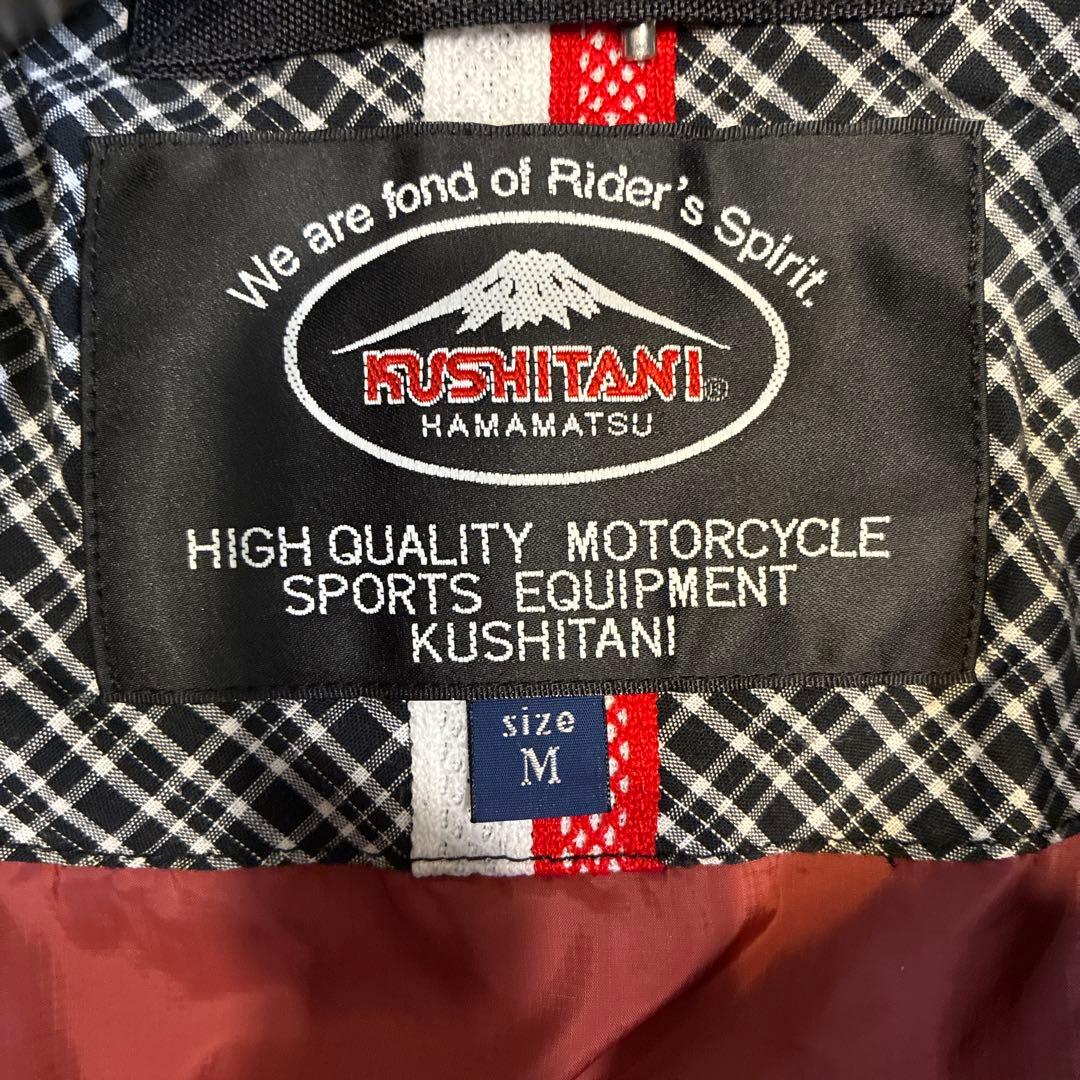 We are fond of Rider's Spirit.
KUSHITANI®
HAMAMATSU
HIGH QUALITY MOTORCYCLE
SPORTS EQUIPMENT
KUSHITANI
size
M